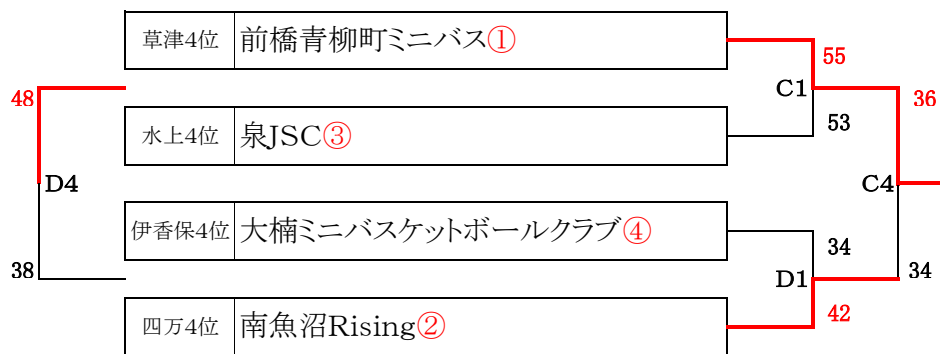 草津4位 前橋青柳町ミニバス①
55
48
C1
36
水上4位 泉JSC③
53
D4
C4
伊香保4位 大楠ミニバスケットボールクラブ④
34
38
D1
34
四万4位 南魚沼Rising②
42